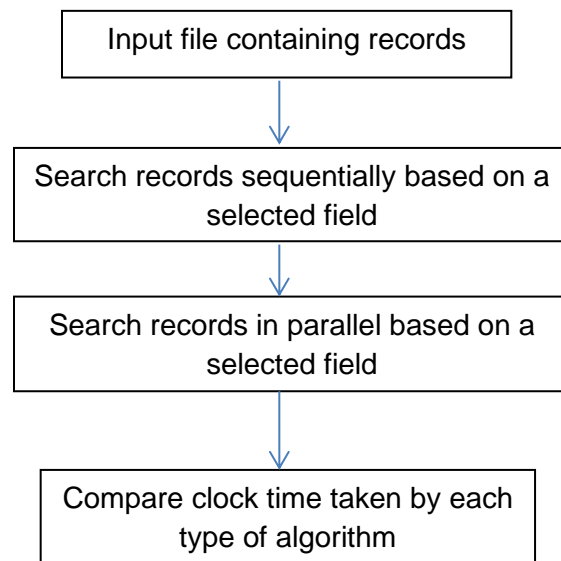 Input file containing records
Search records sequentially based on a
selected field
Search records in parallel based on a
selected field
Compare clock time taken by each
type of algorithm